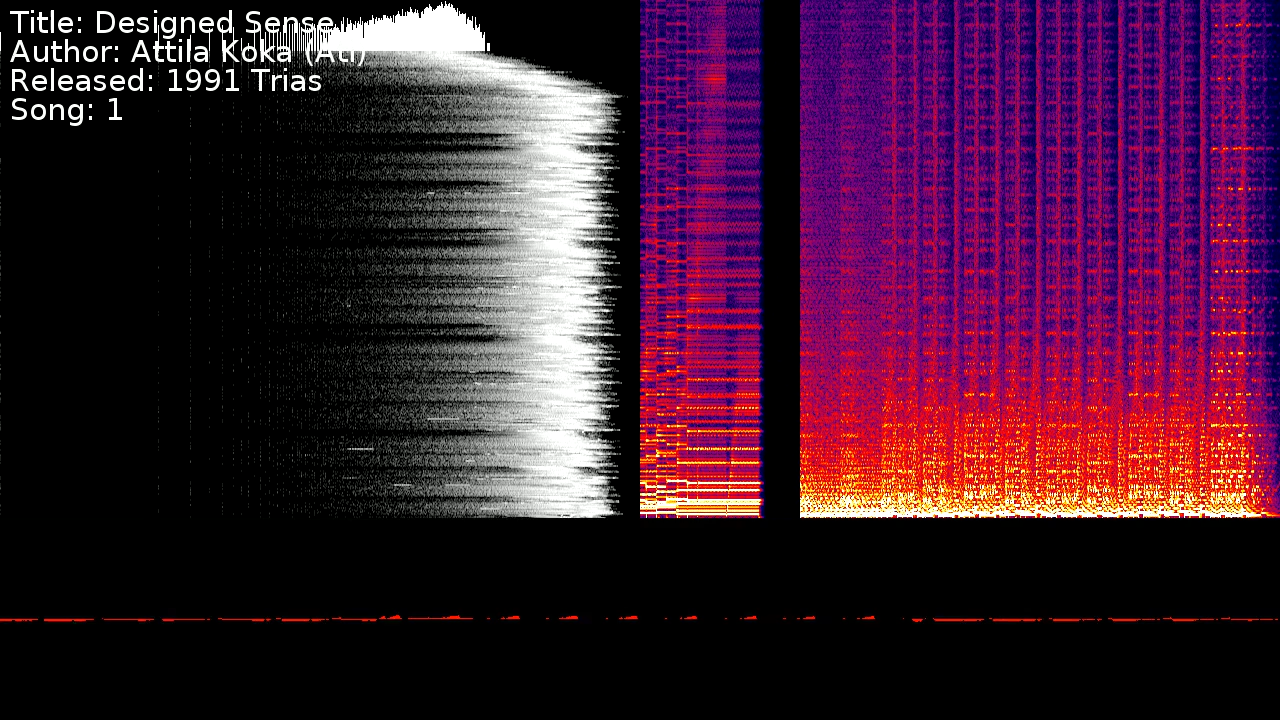 Title: Designed Sense
Author: Attila Koka (Atl)
Released: 1991 Trias
Song: 1